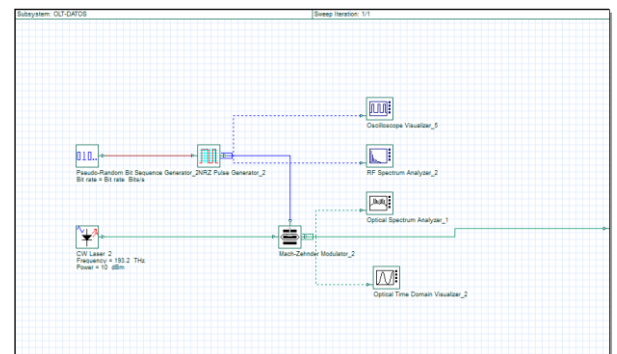 Subsystem: OLT-DATOS
Sweep Iteration: 1/1
Oscilloscope Visualizer_5
Pseudo-Random Bit Sequence Generator_2
NRZ Pulse Generator_2
Bit rate = Bit rate Bits/s
RF Spectrum Analyzer_2
Optical Spectrum Analyzer_1
CW Laser 2
Frequency = 193.2 THz
Power = 10 dBm
Mach-Zehnder Modulator_2
Optical Time Domain Visualizer_2